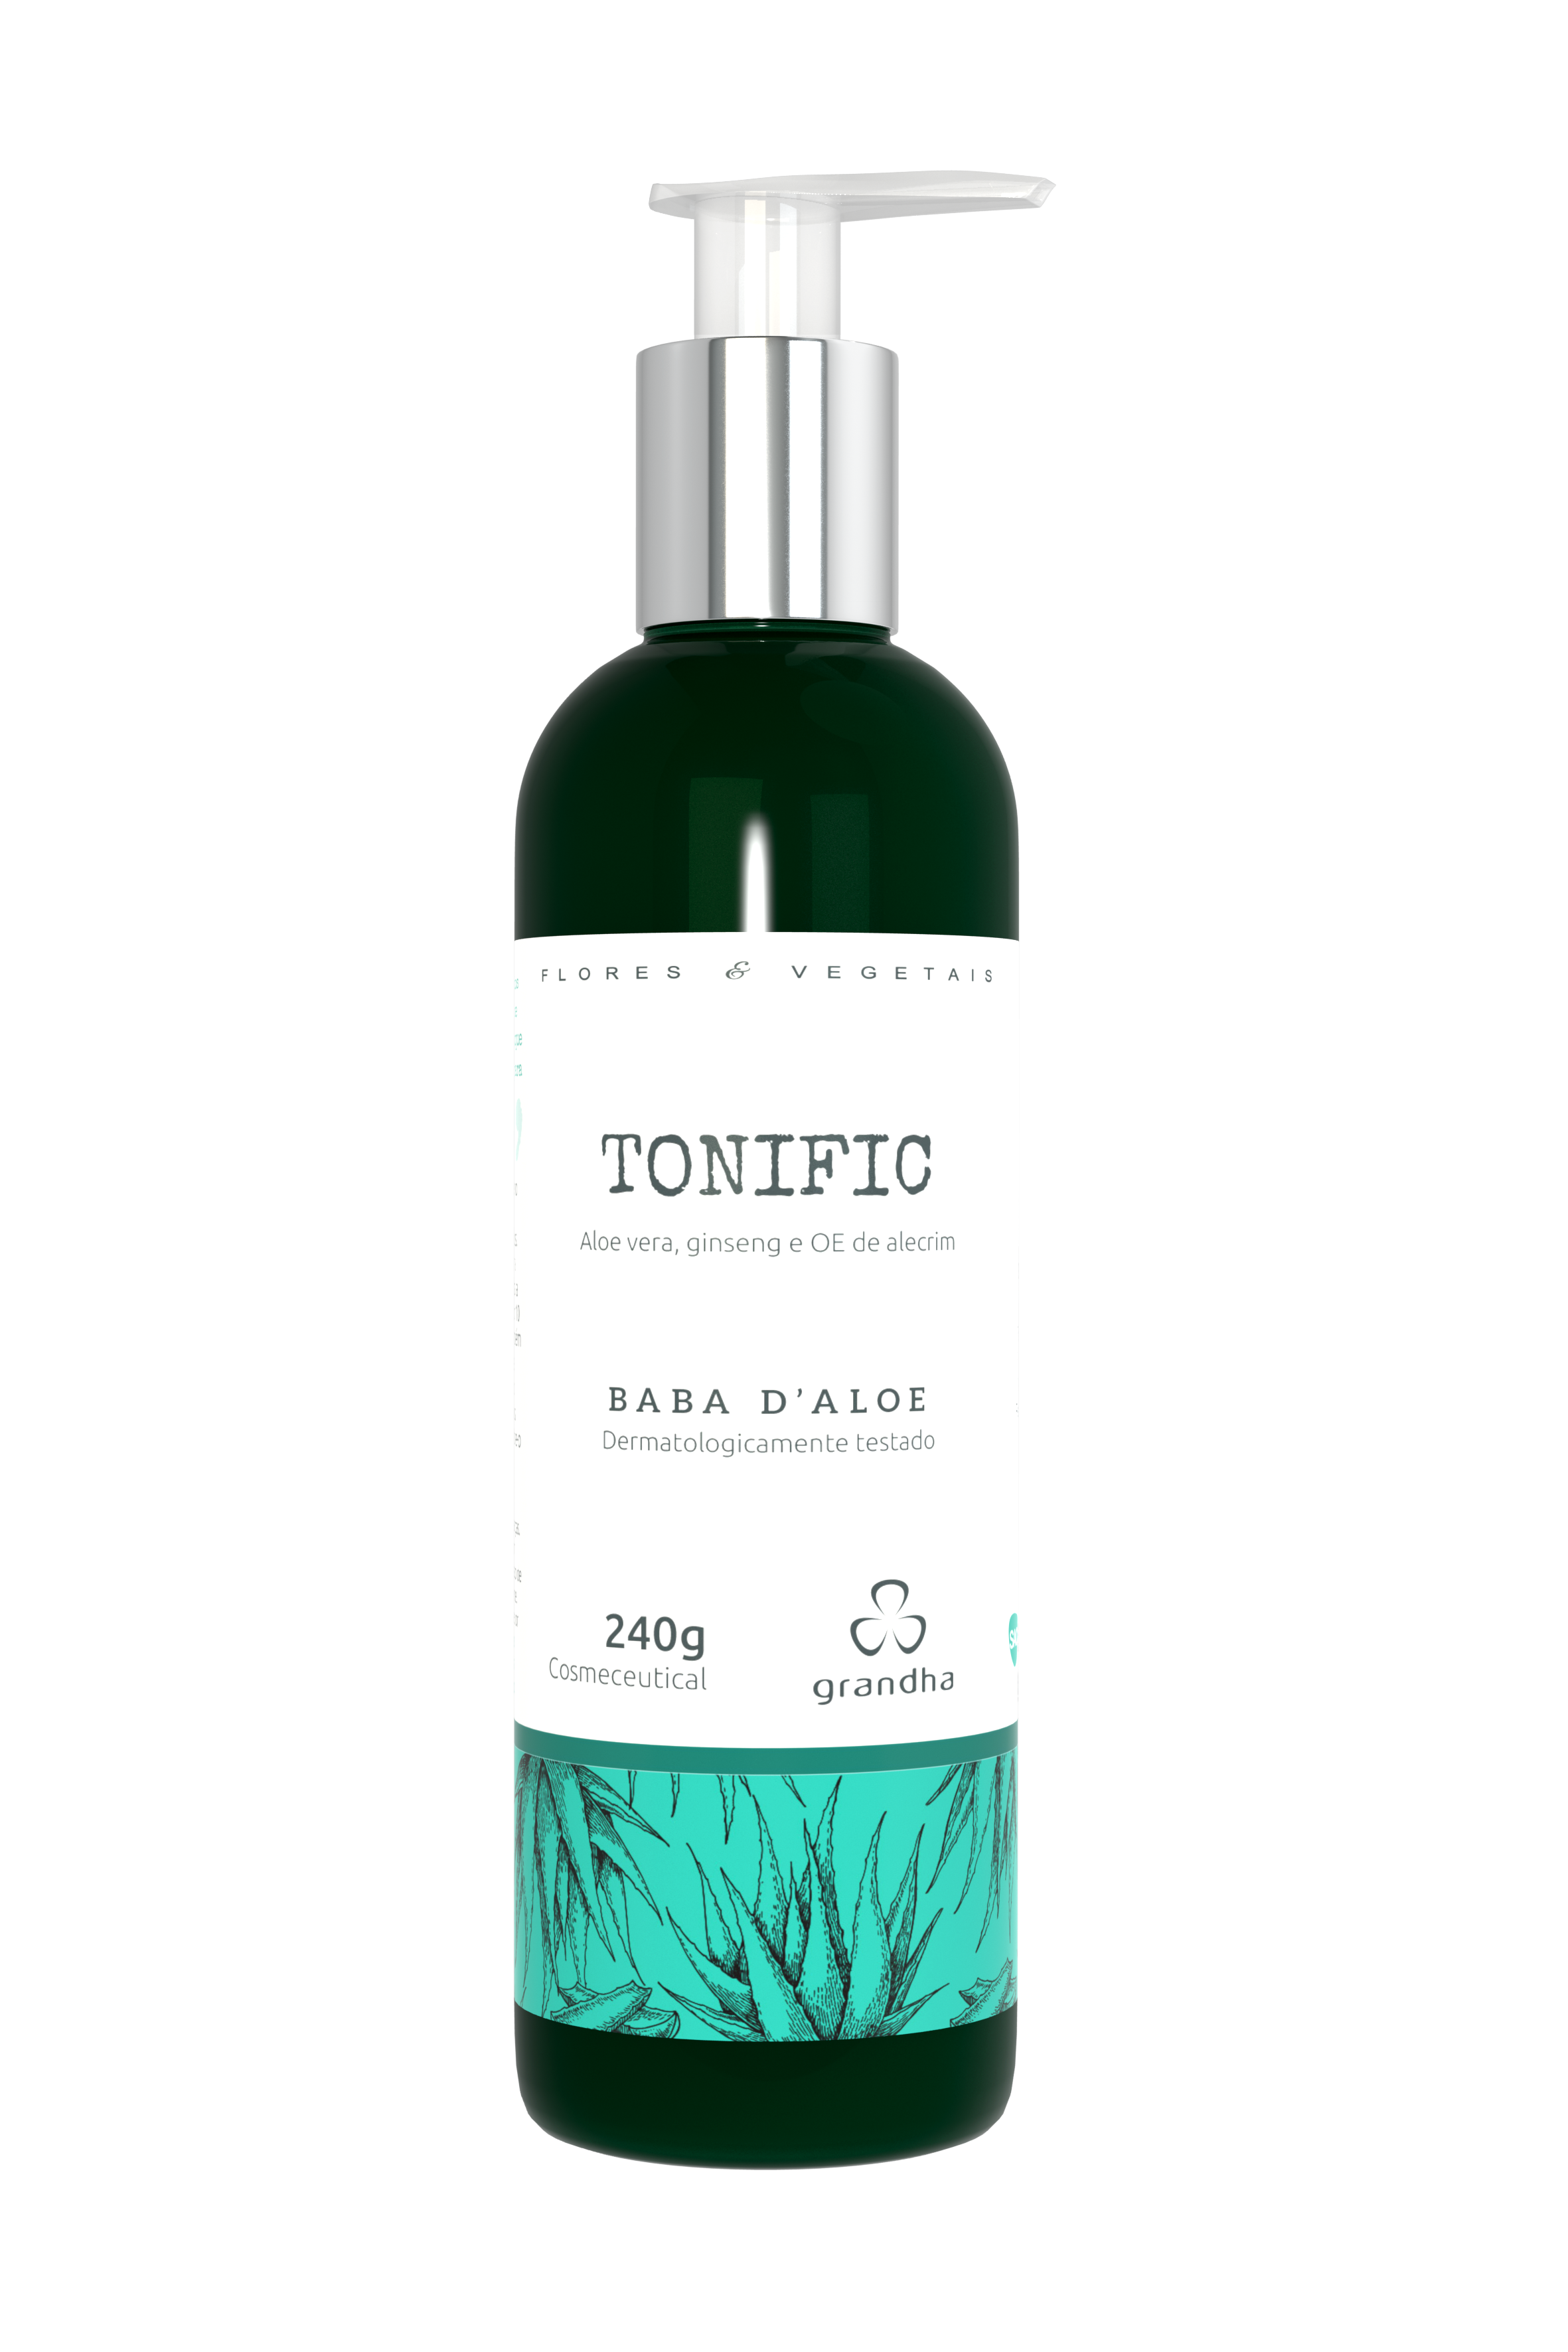 FLORES & VEGETAIS
TONIFIC
Aloe vera, ginseng e OE de alecrim
BABA D'ALOE
Dermatologicamente testado
240g
Cosmeceutical
grandha